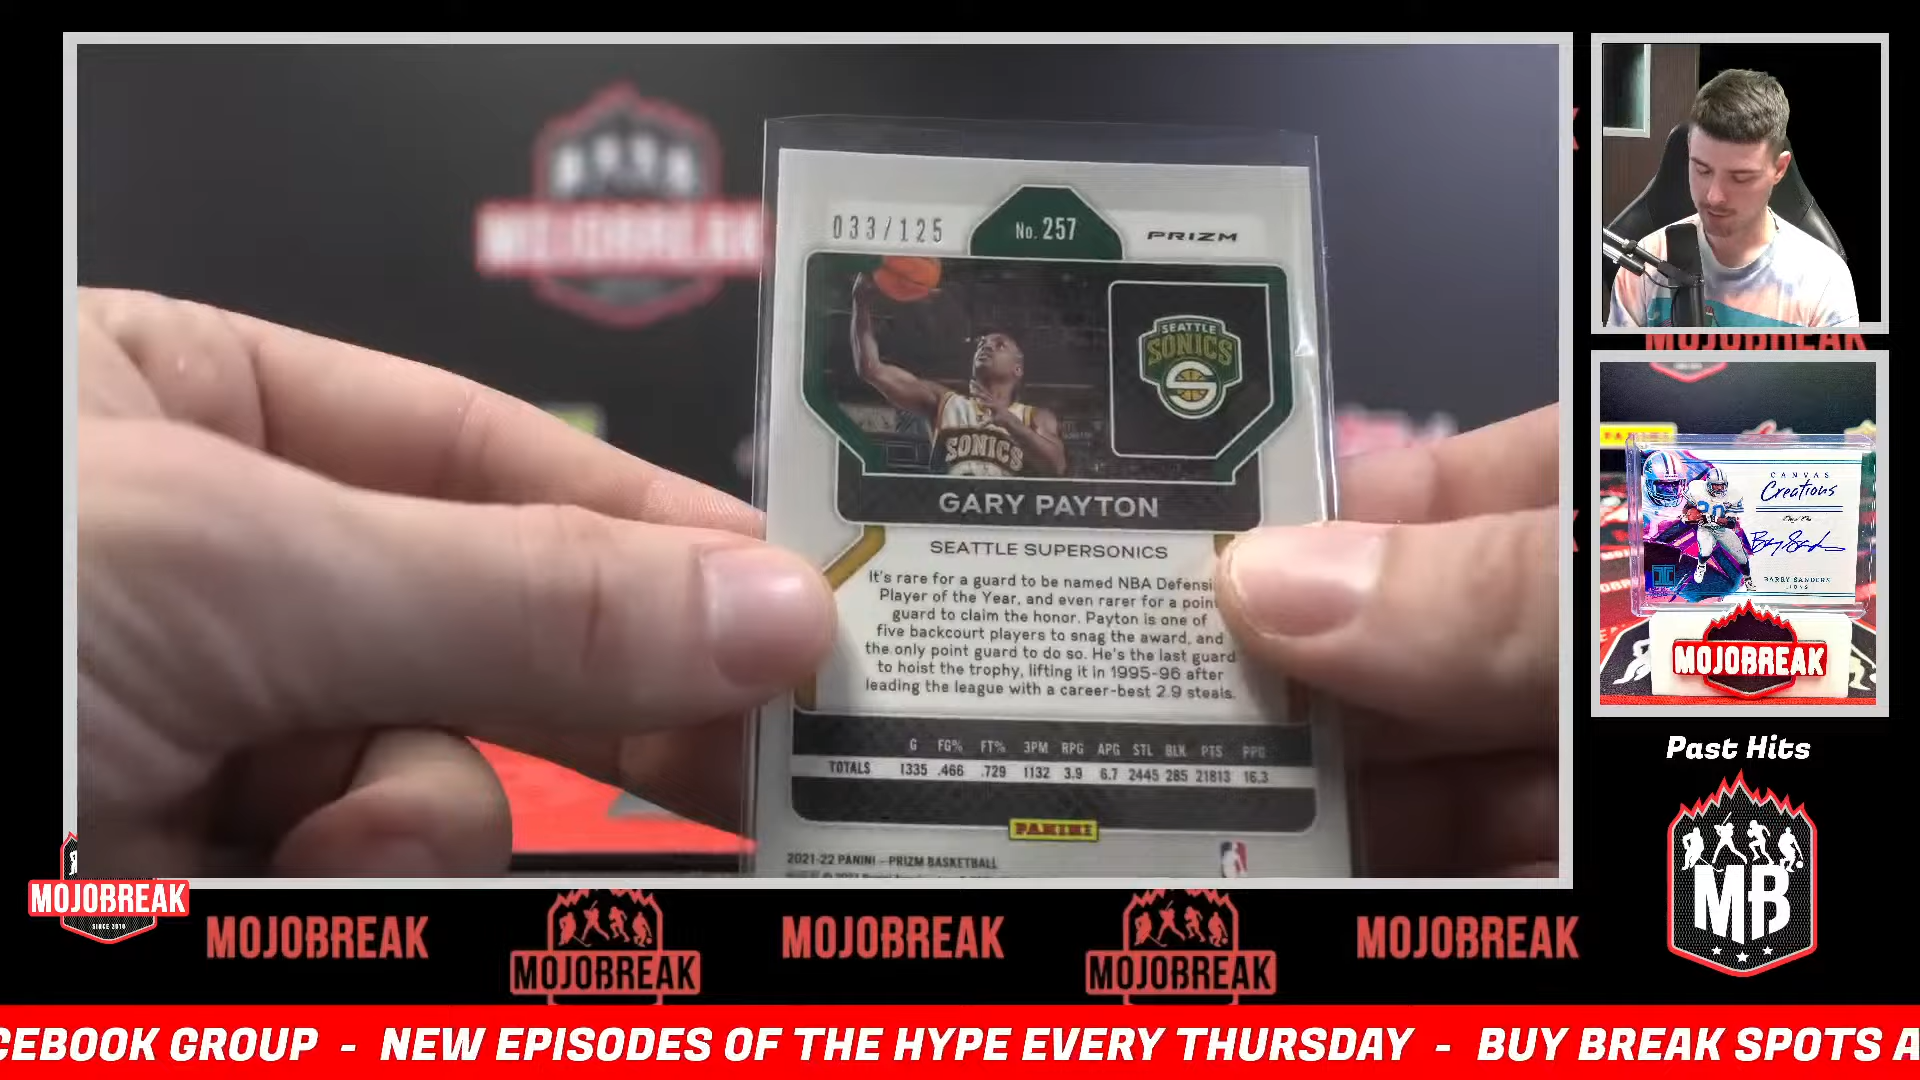 MOJOBREAK
033/125
No. 257
PRIZM
SEATTLE
SONICS
SONICS
GARY PAYTON
SEATTLE SUPERSONICS
It's rare for a guard to be named NBA Defensi
Player of the Year, and even rarer for a point
guard to claim the honor. Payton is one of
five backcourt players to snag the award, and
the only point guard to do so. He's the last guard
to hoist the trophy, lifting it in 1995-96 after
leading the league with a career-best 2.9 steals.
G FG% FT% 3PM RPG APG STL BLK PTS PPG
TOTALS 1335 .466 .729 1132 3.9 6.7 2445 285 21813 16.3
PANINI
2021-22 PANINI - PRIZM BASKETBALL
CANVAS
Creations
BARRY SANDERS
LIONS
MOJOBREAK
Past Hits
MB
MOJOBREAK
SINCE 2010
MOJOBREAK
MOJOBREAK
MOJOBREAK
MOJOBREAK
MOJOBREAK
CEBOOK GROUP - NEW EPISODES OF THE HYPE EVERY THURSDAY - BUY BREAK SPOTS A